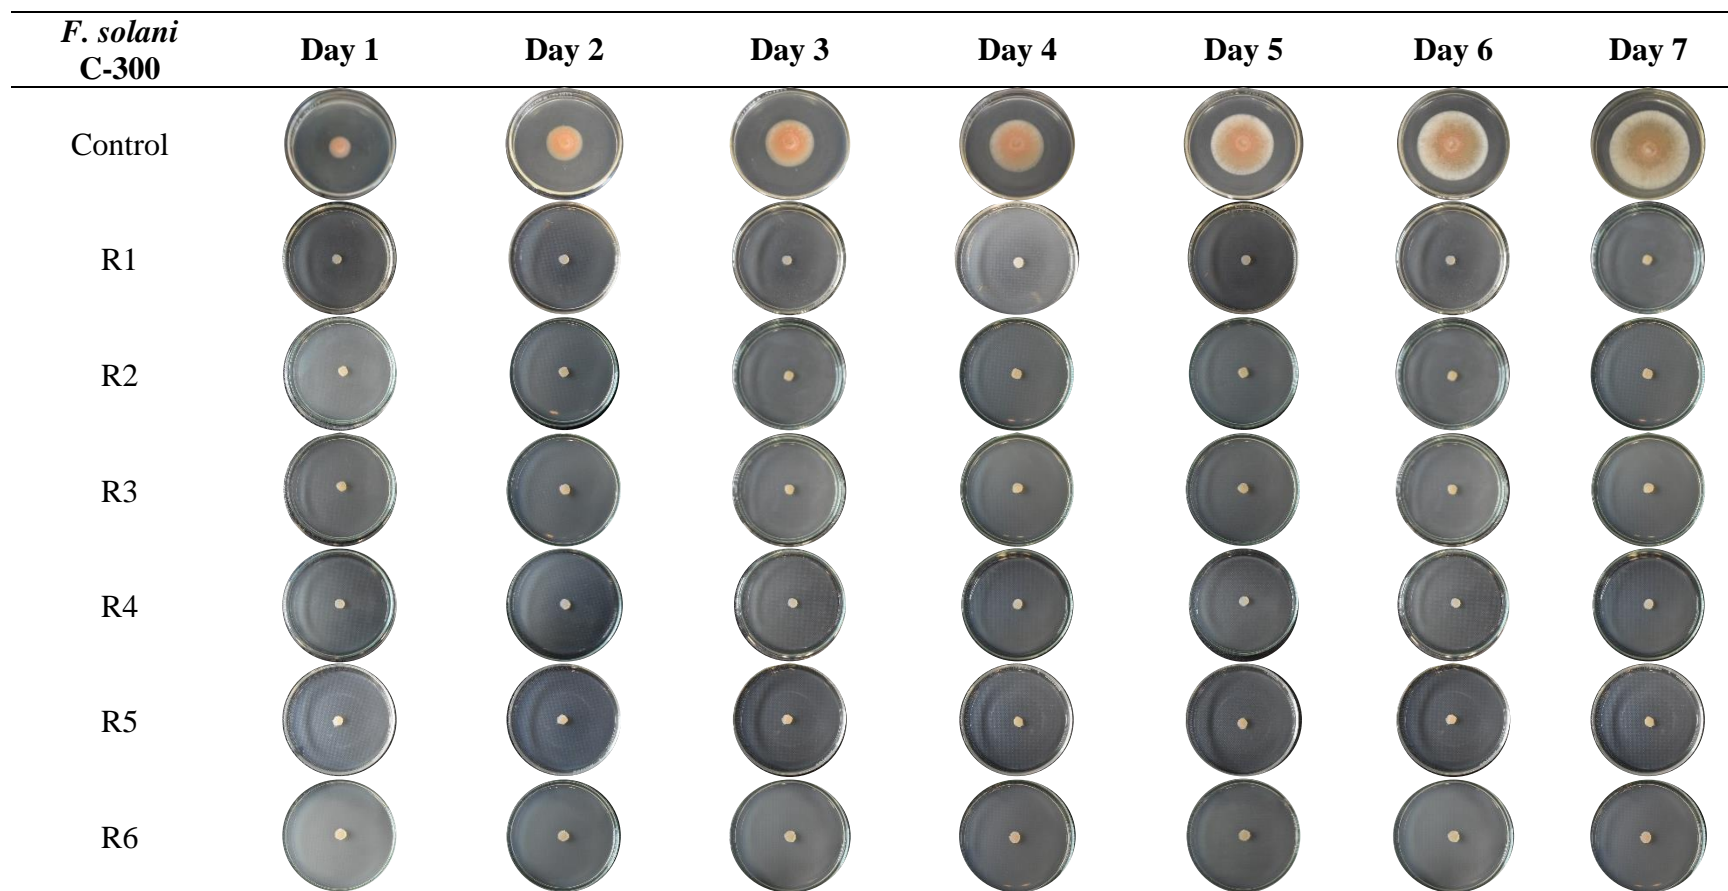 F. solani
C-300
Day 1
Day 2
Day 3
Day 4
Day 5
Day 6
Day 7
Control
R1
R2
R3
R4
R5
R6